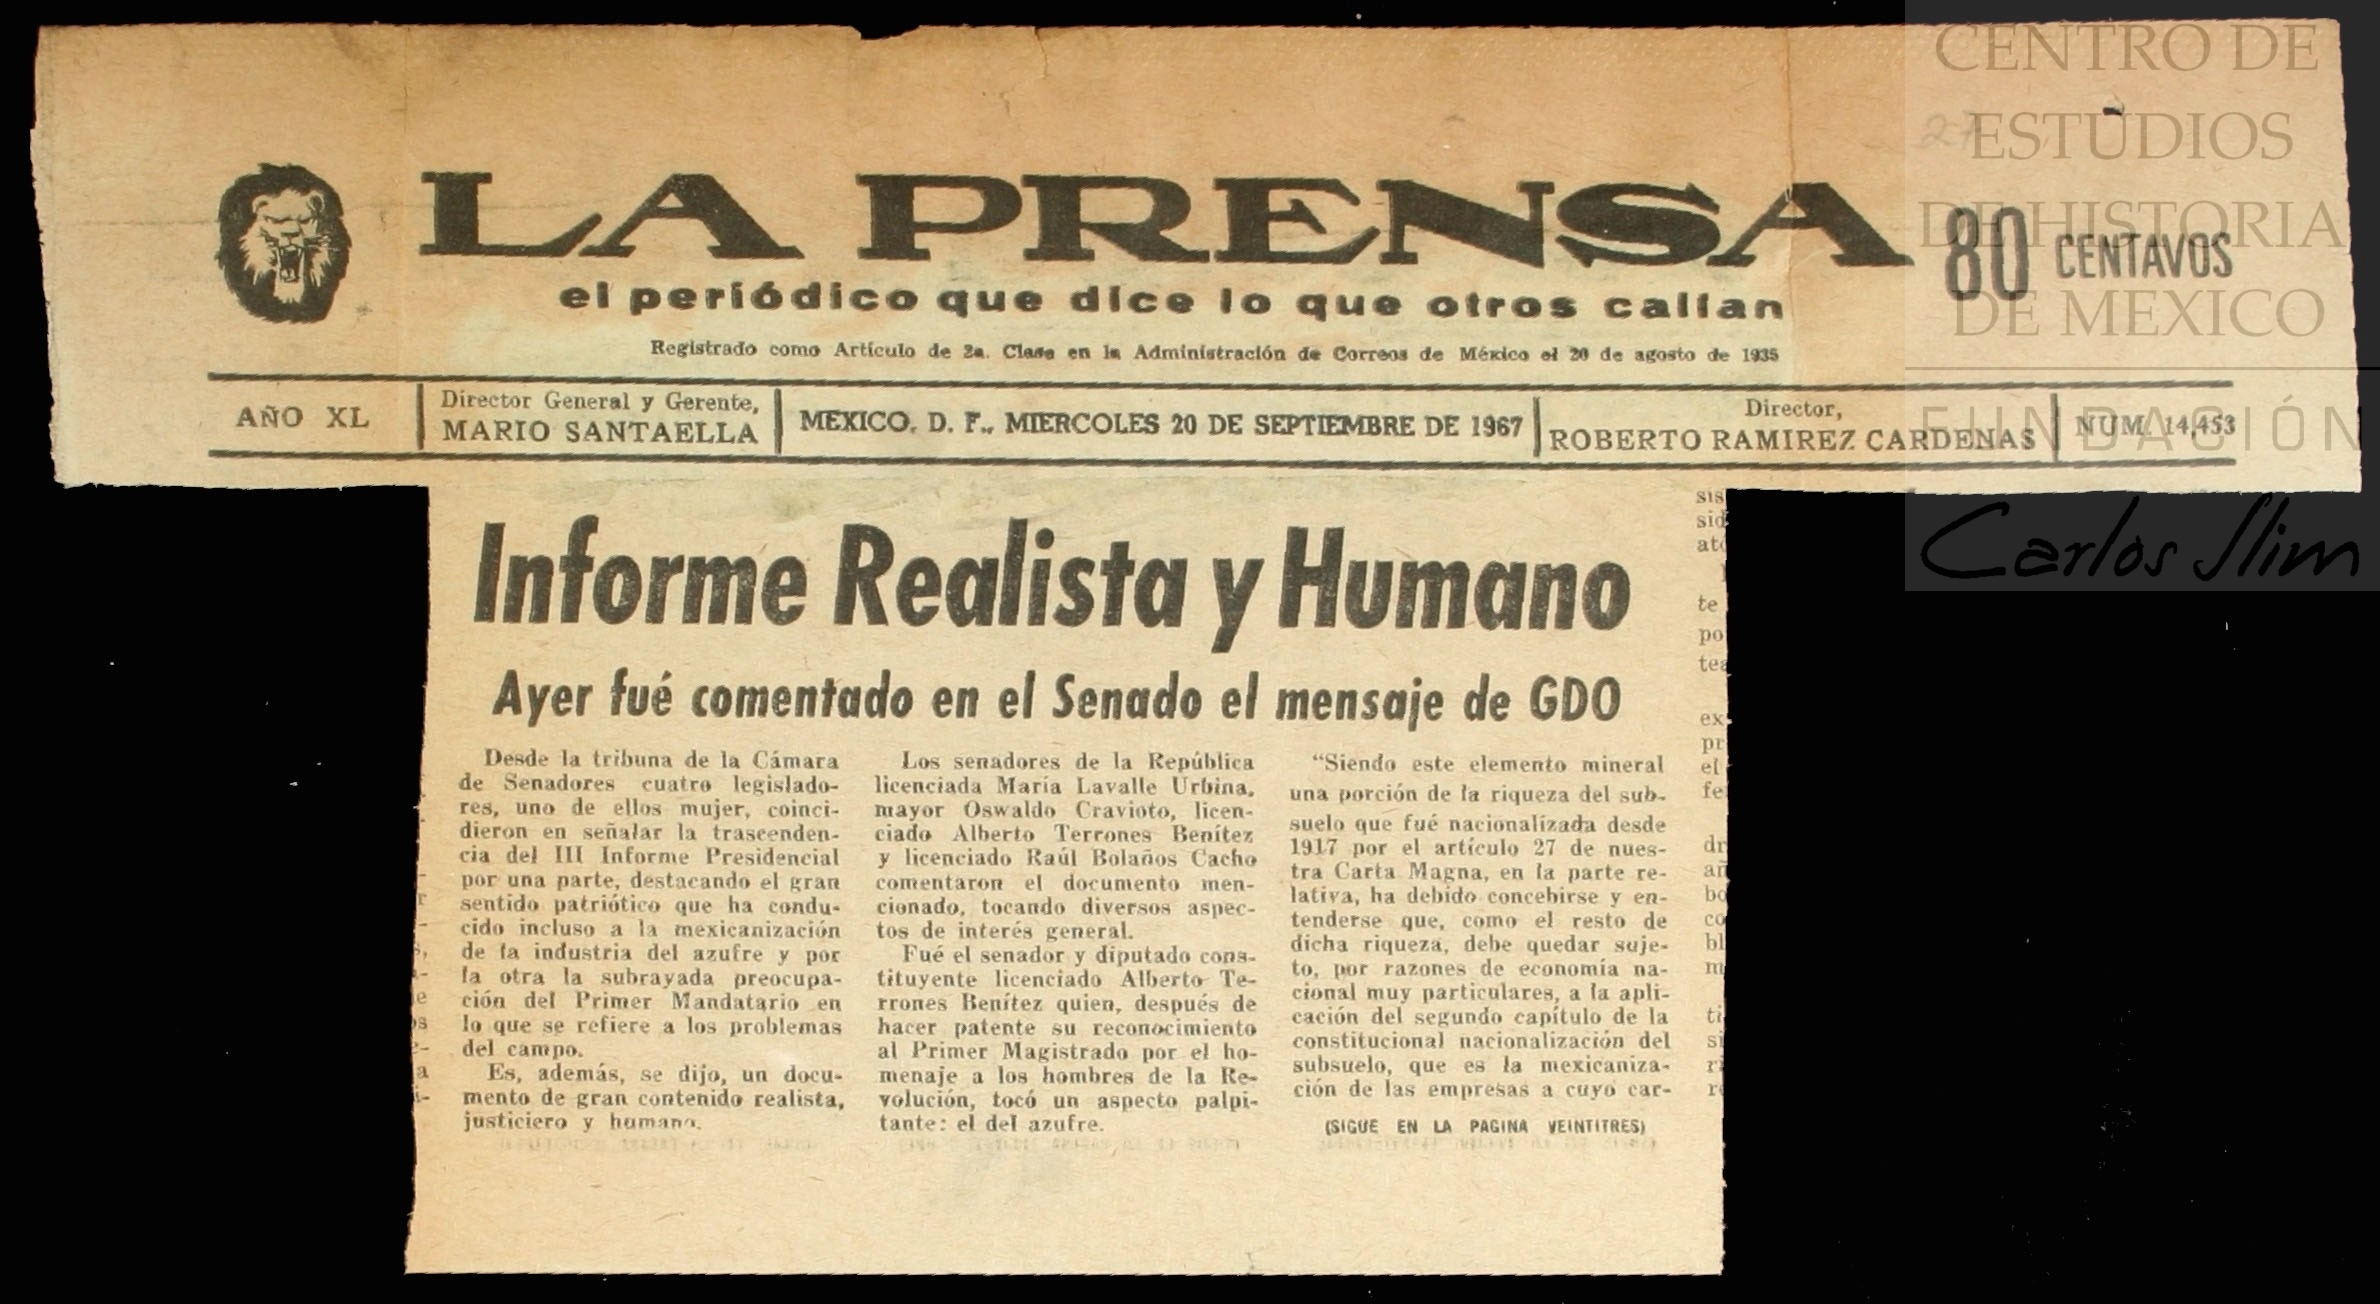 LA PRENSA
80 CENTAVOS
el periódico que dice lo que otros callan
Registrado como Artículo de 2a. Clase en la Administración de Correos de México el 20 de agosto de 1935
AÑO XL
Director General y Gerente,
MARIO SANTAELLA
MEXICO, D. F., MIERCOLES 20 DE SEPTIEMBRE DE 1967
Director,
ROBERTO RAMIREZ CARDENAS
NUM. 14,453
Informe Realista y Humano
Ayer fué comentado en el Senado el mensaje de GDO
Desde la tribuna de la Cámara
de Senadores cuatro legislado-
res, uno de ellos mujer, coinci-
dieron en señalar la trascenden-
cia del III Informe Presidencial
por una parte, destacando el gran
sentido patriótico que ha condu-
cido incluso a la mexicanización
de la industria del azufre y por
la otra la subrayada preocupa-
ción del Primer Mandatario en
lo que se refiere a los problemas
del campo.
Es, además, se dijo, un docu-
mento de gran contenido realista,
justiciero y humano.
Los senadores de la República
licenciada María Lavalle Urbina,
mayor Oswaldo Cravioto, licen-
ciado Alberto Terrones Benítez
y licenciado Raúl Bolaños Cacho
comentaron el documento men-
cionado, tocando diversos aspec-
tos de interés general.
Fué el senador y diputado cons-
tituyente licenciado Alberto Te-
rrones Benítez quien, después de
hacer patente su reconocimiento
al Primer Magistrado por el ho-
menaje a los hombres de la Re-
volución, tocó un aspecto palpi-
tante: el del azufre.
"Siendo este elemento mineral
una porción de la riqueza del sub-
suelo que fué nacionalizada desde
1917 por el artículo 27 de nues-
tra Carta Magna, en la parte re-
lativa, ha debido concebirse y en-
tenderse que, como el resto de
dicha riqueza, debe quedar suje-
to, por razones de economía na-
cional muy particulares, a la apli-
cación del segundo capítulo de la
constitucional nacionalización del
subsuelo, que es la mexicaniza-
ción de las empresas a cuyo car-
(SIGUE EN LA PAGINA VEINTITRES)
CENTRO DE
ESTUDIOS
DE HISTORIA
DE MEXICO
FUNDACIÓN
Carlos Slim